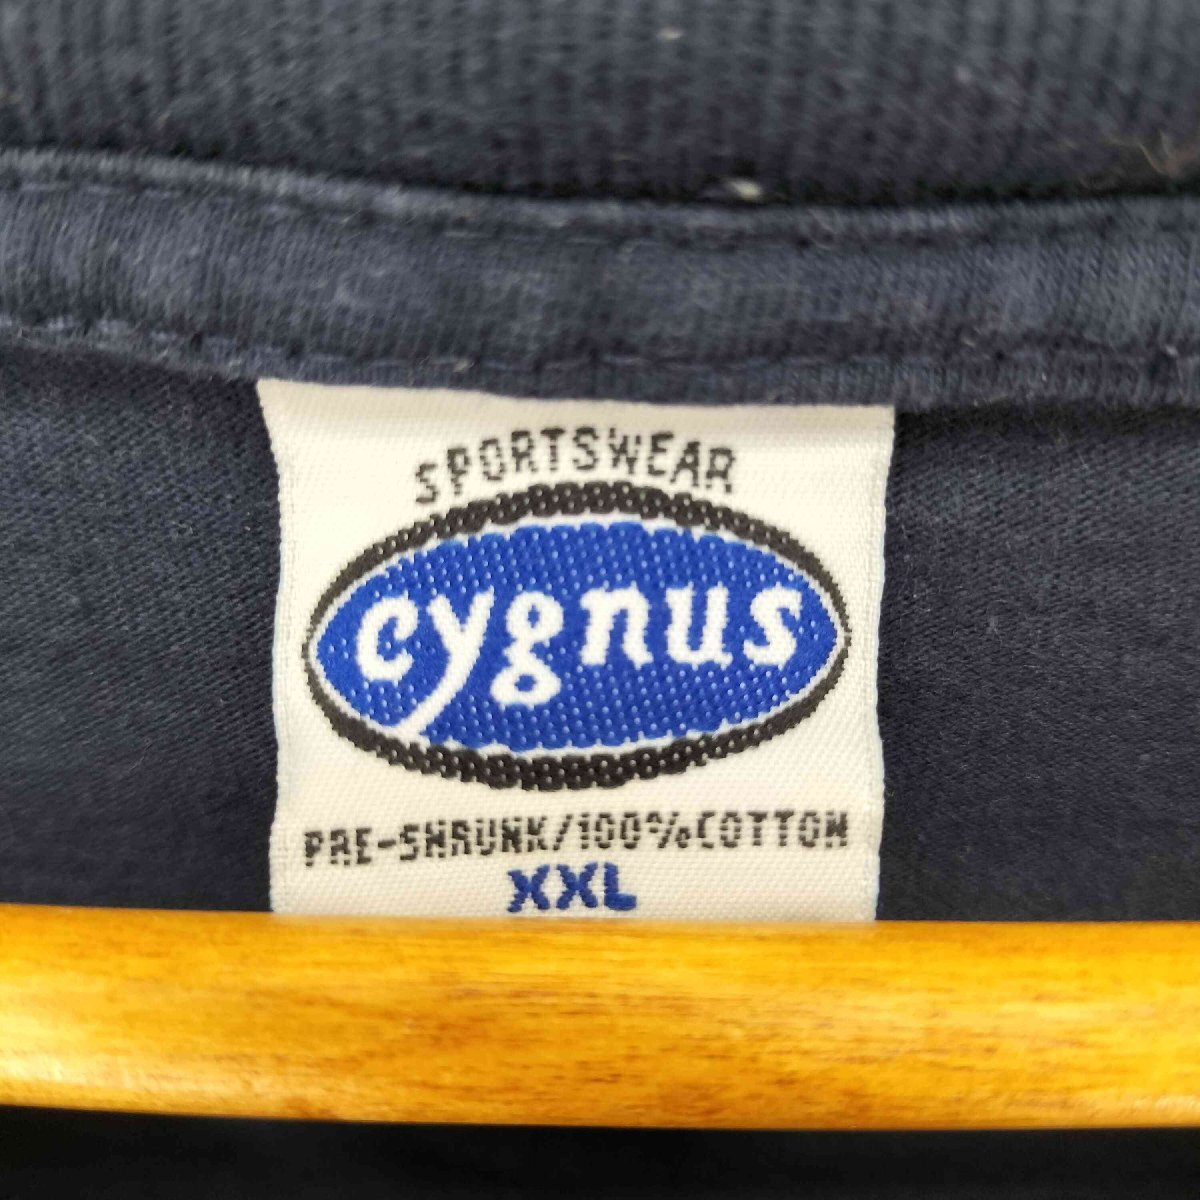 SPORTSWEAR
cygnus
PRE-SHRUNK/100%COTTON
XXL